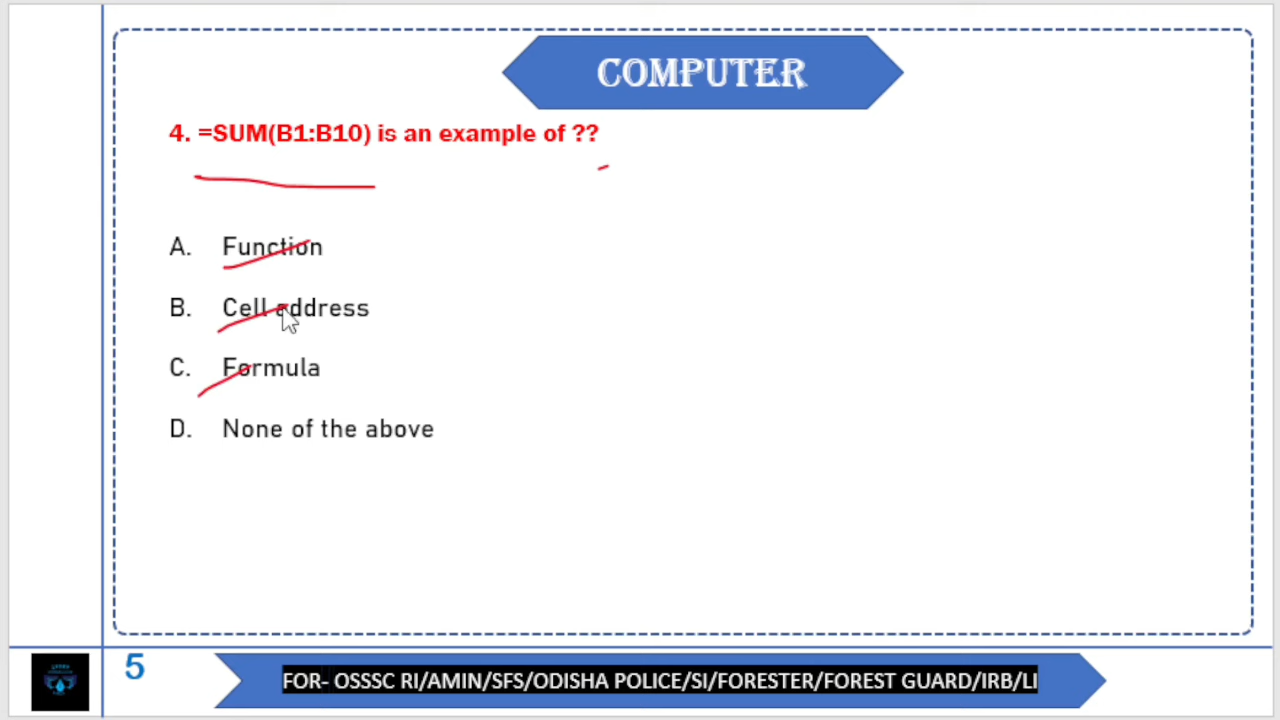 COMPUTER
4. =SUM(B1:B10) is an example of ??
A. Function
B. Cell address
C. Formula
D. None of the above
5
FOR- OSSSC RI/AMIN/SFS/ODISHA POLICE/SI/FORESTER/FOREST GUARD/IRB/LI